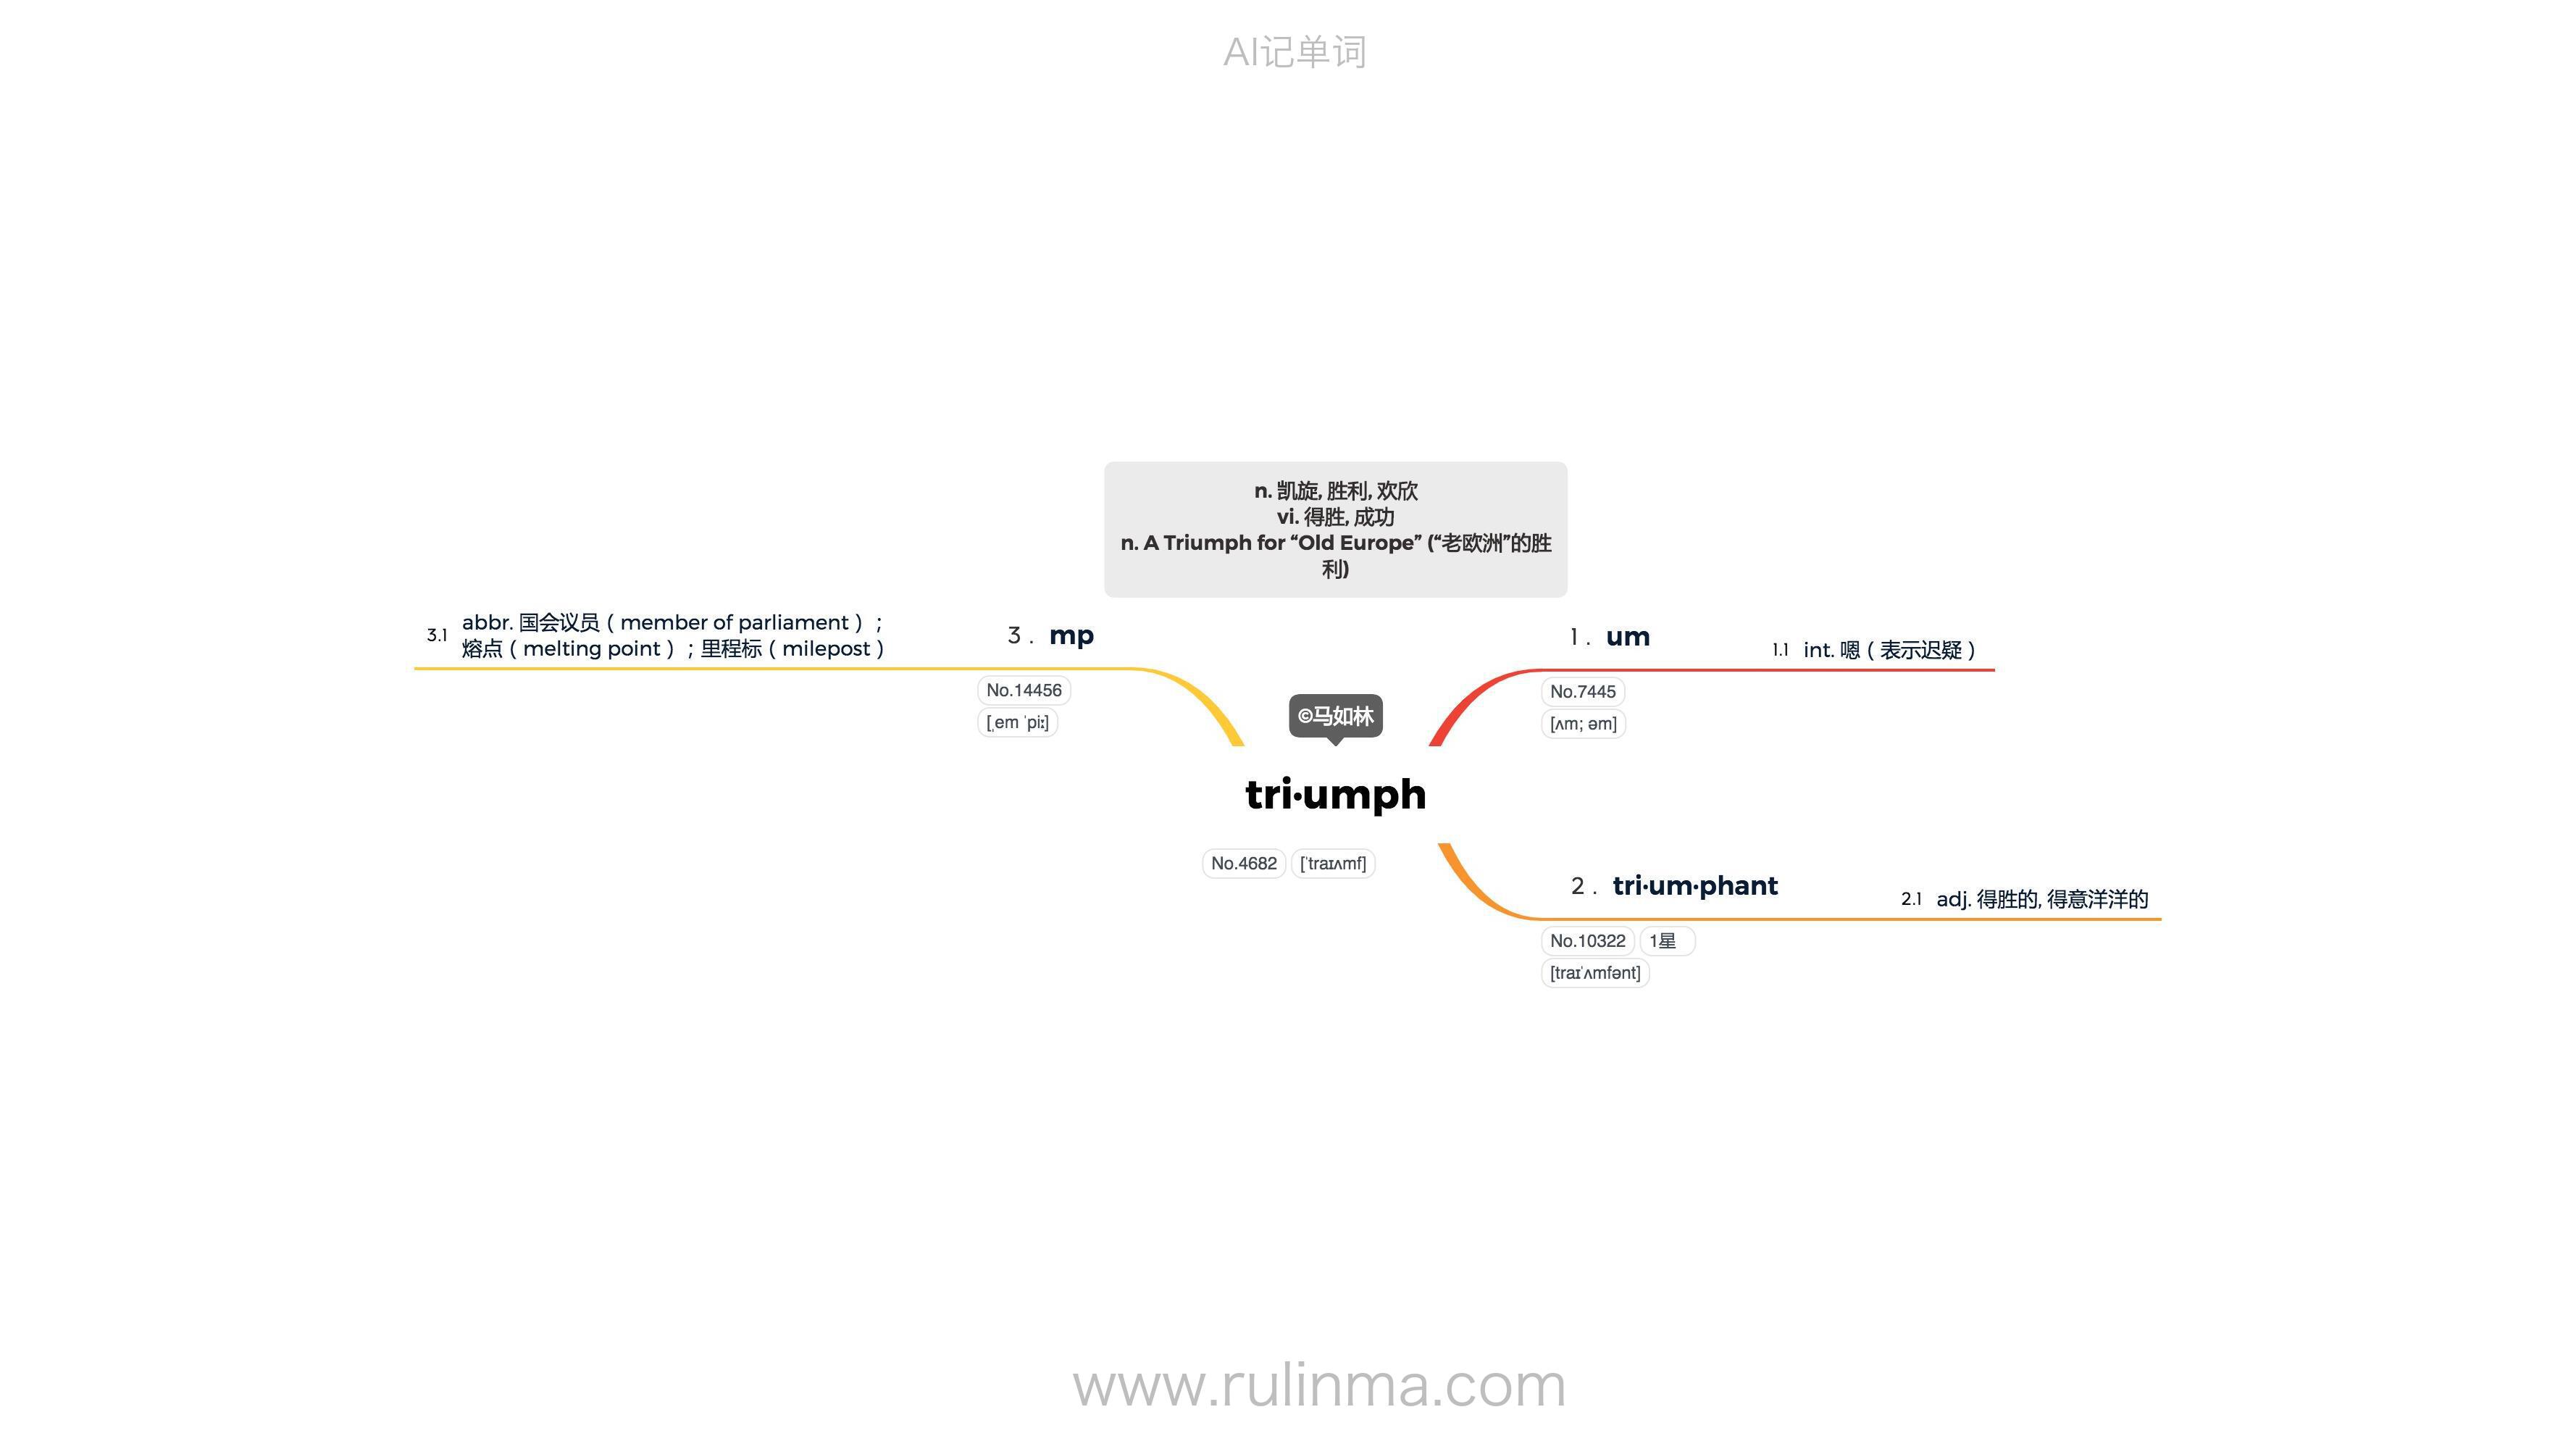 AI记单词
n. 凯旋, 胜利, 欢欣
vi. 得胜, 成功
n. A Triumph for “Old Europe” (“老欧洲”的胜
利)
3.1 abbr. 国会议员（member of parliament）；
熔点（melting point）；里程标（milepost）
3 . mp
No.14456
[ˌem ˈpiː]
1 . um
1.1 int. 嗯（表示迟疑）
No.7445
[ʌm; əm]
©马如林
tri·umph
No.4682 [ˈtraɪʌmf]
2 . tri·um·phant
2.1 adj. 得胜的, 得意洋洋的
No.10322 1星
[traɪˈʌmfənt]
www.rulinma.com